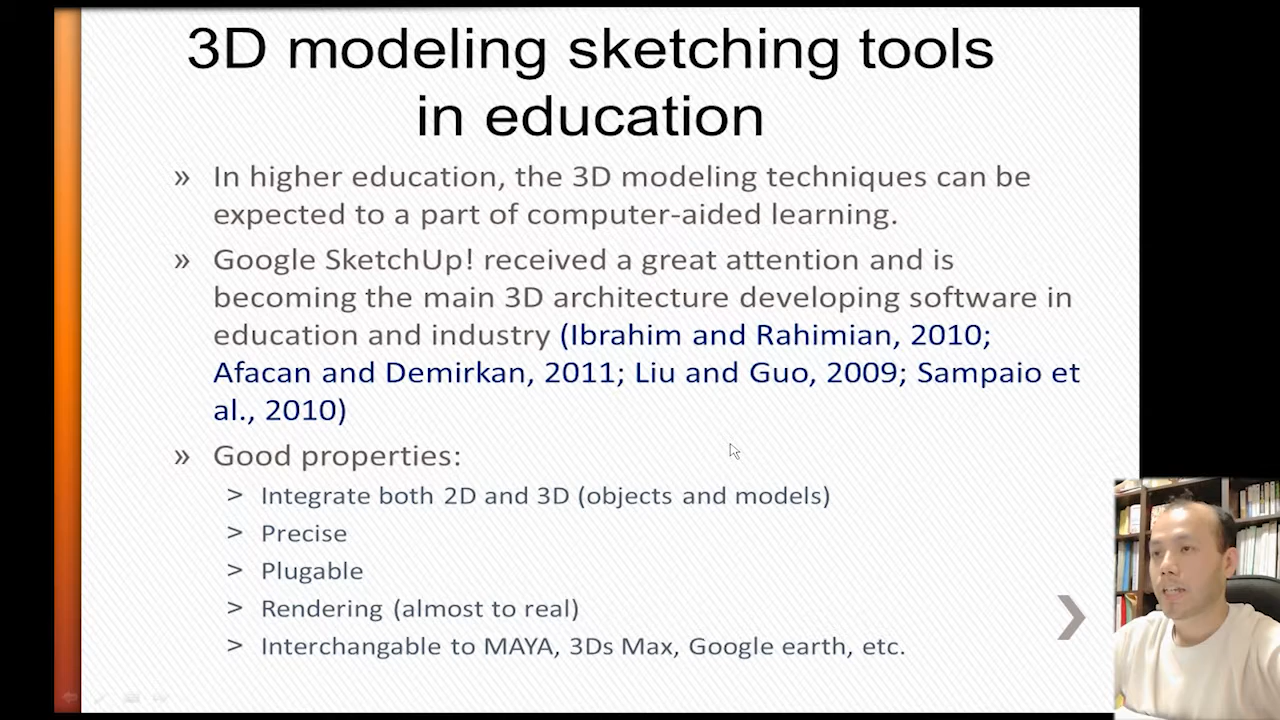 3D modeling sketching tools
in education
» In higher education, the 3D modeling techniques can be
expected to a part of computer-aided learning.
» Google SketchUp! received a great attention and is
becoming the main 3D architecture developing software in
education and industry (Ibrahim and Rahimian, 2010;
Afacan and Demirkan, 2011; Liu and Guo, 2009; Sampaio et
al., 2010)
» Good properties:
> Integrate both 2D and 3D (objects and models)
> Precise
> Plugable
> Rendering (almost to real)
> Interchangable to MAYA, 3Ds Max, Google earth, etc.